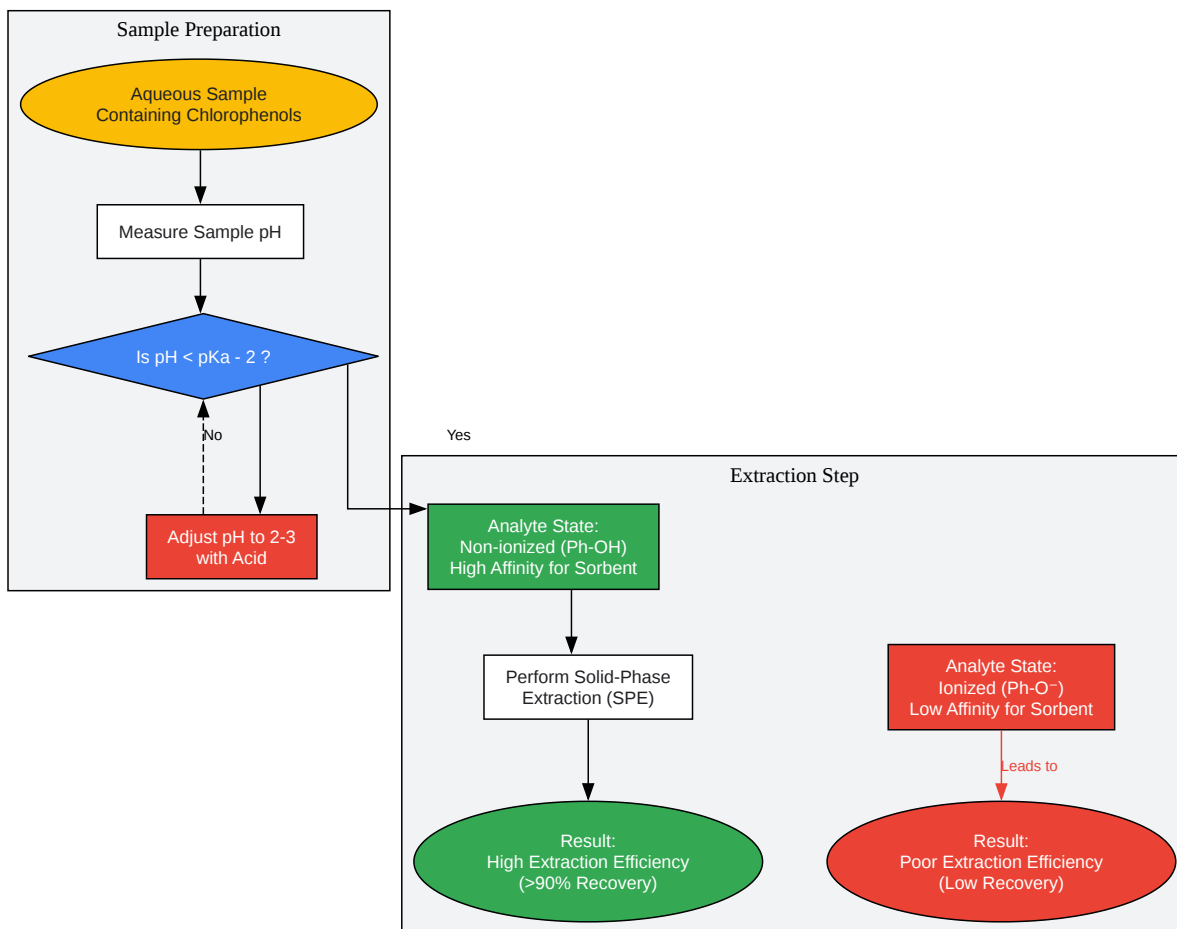 Sample Preparation
Aqueous Sample
Containing Chlorophenols
Measure Sample pH
Is pH < pKa - 2 ?
No
Yes
Adjust pH to 2-3
with Acid
Extraction Step
Analyte State:
Non-ionized (Ph-OH)
High Affinity for Sorbent
Perform Solid-Phase
Extraction (SPE)
Analyte State:
Ionized (Ph-O⁻)
Low Affinity for Sorbent
Leads to
Result:
High Extraction Efficiency
(>90% Recovery)
Result:
Poor Extraction Efficiency
(Low Recovery)